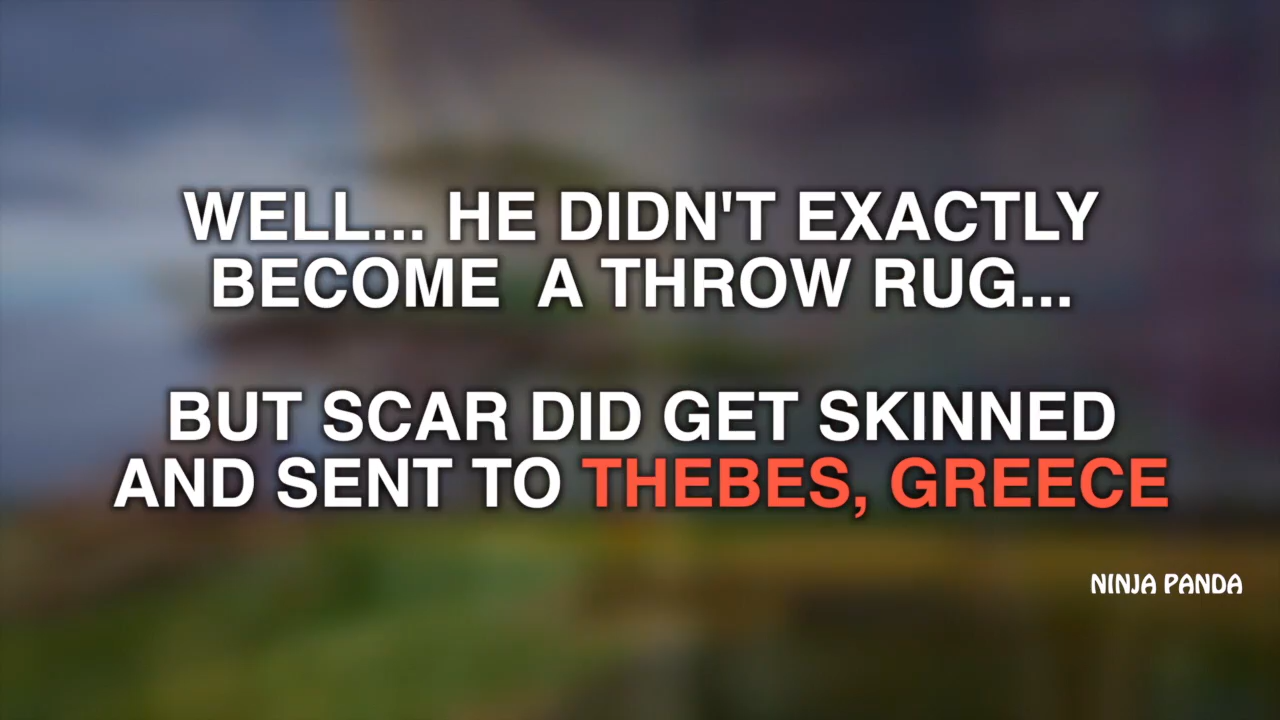 WELL... HE DIDN'T EXACTLY
BECOME  A THROW RUG...
BUT SCAR DID GET SKINNED
AND SENT TO THEBES, GREECE
NINJA PANDA